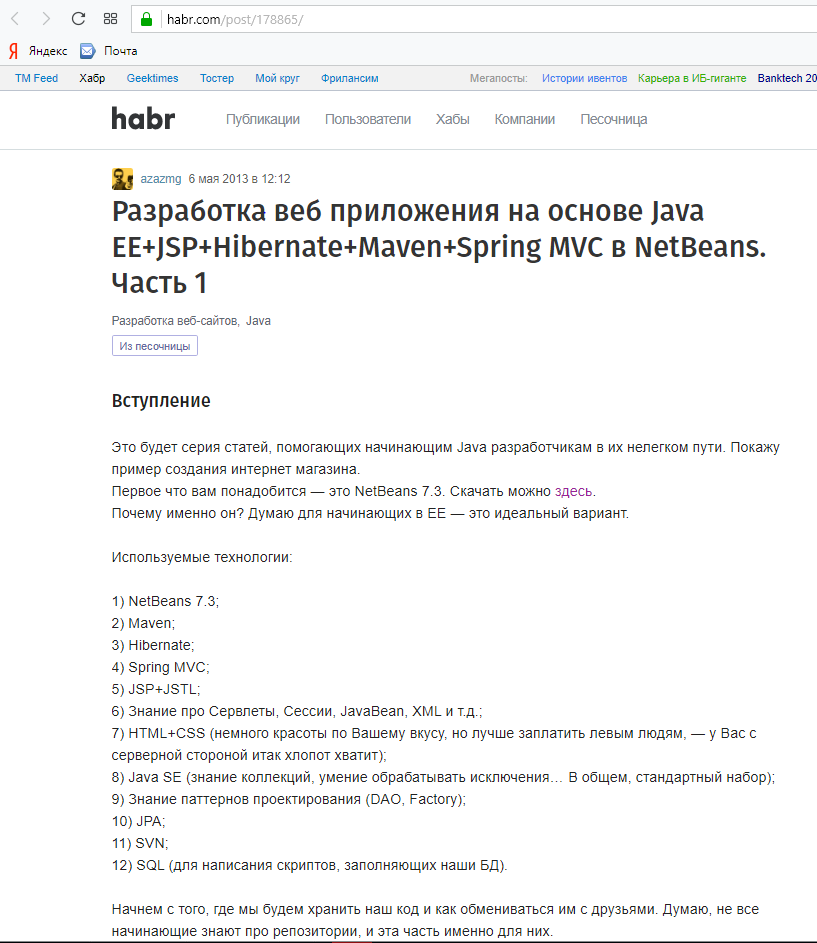 habr.com/post/178865/
Я Яндекс Почта
TM Feed Хабр Geektimes Тостер Мой круг Фрилансим Мегапосты: Истории ивентов Карьера в ИБ-гиганте Banktech 20
habr Публикации Пользователи Хабы Компании Песочница
azazmg 6 мая 2013 в 12:12
Разработка веб приложения на основе Java
EE+JSP+Hibernate+Maven+Spring MVC в NetBeans.
Часть 1
Разработка веб-сайтов, Java
Из песочницы
Вступление
Это будет серия статей, помогающих начинающим Java разработчикам в их нелегком пути. Покажу
пример создания интернет магазина.
Первое что вам понадобится — это NetBeans 7.3. Скачать можно здесь.
Почему именно он? Думаю для начинающих в EE — это идеальный вариант.
Используемые технологии:
1) NetBeans 7.3;
2) Maven;
3) Hibernate;
4) Spring MVC;
5) JSP+JSTL;
6) Знание про Сервлеты, Сессии, JavaBean, XML и т.д.;
7) HTML+CSS (немного красоты по Вашему вкусу, но лучше заплатить левым людям, — у Вас с
серверной стороной итак хлопот хватит);
8) Java SE (знание коллекций, умение обрабатывать исключения… В общем, стандартный набор);
9) Знание паттернов проектирования (DAO, Factory);
10) JPA;
11) SVN;
12) SQL (для написания скриптов, заполняющих наши БД).
Начнем с того, где мы будем хранить наш код и как обмениваться им с друзьями. Думаю, не все
начинающие знают про репозитории, и эта часть именно для них.